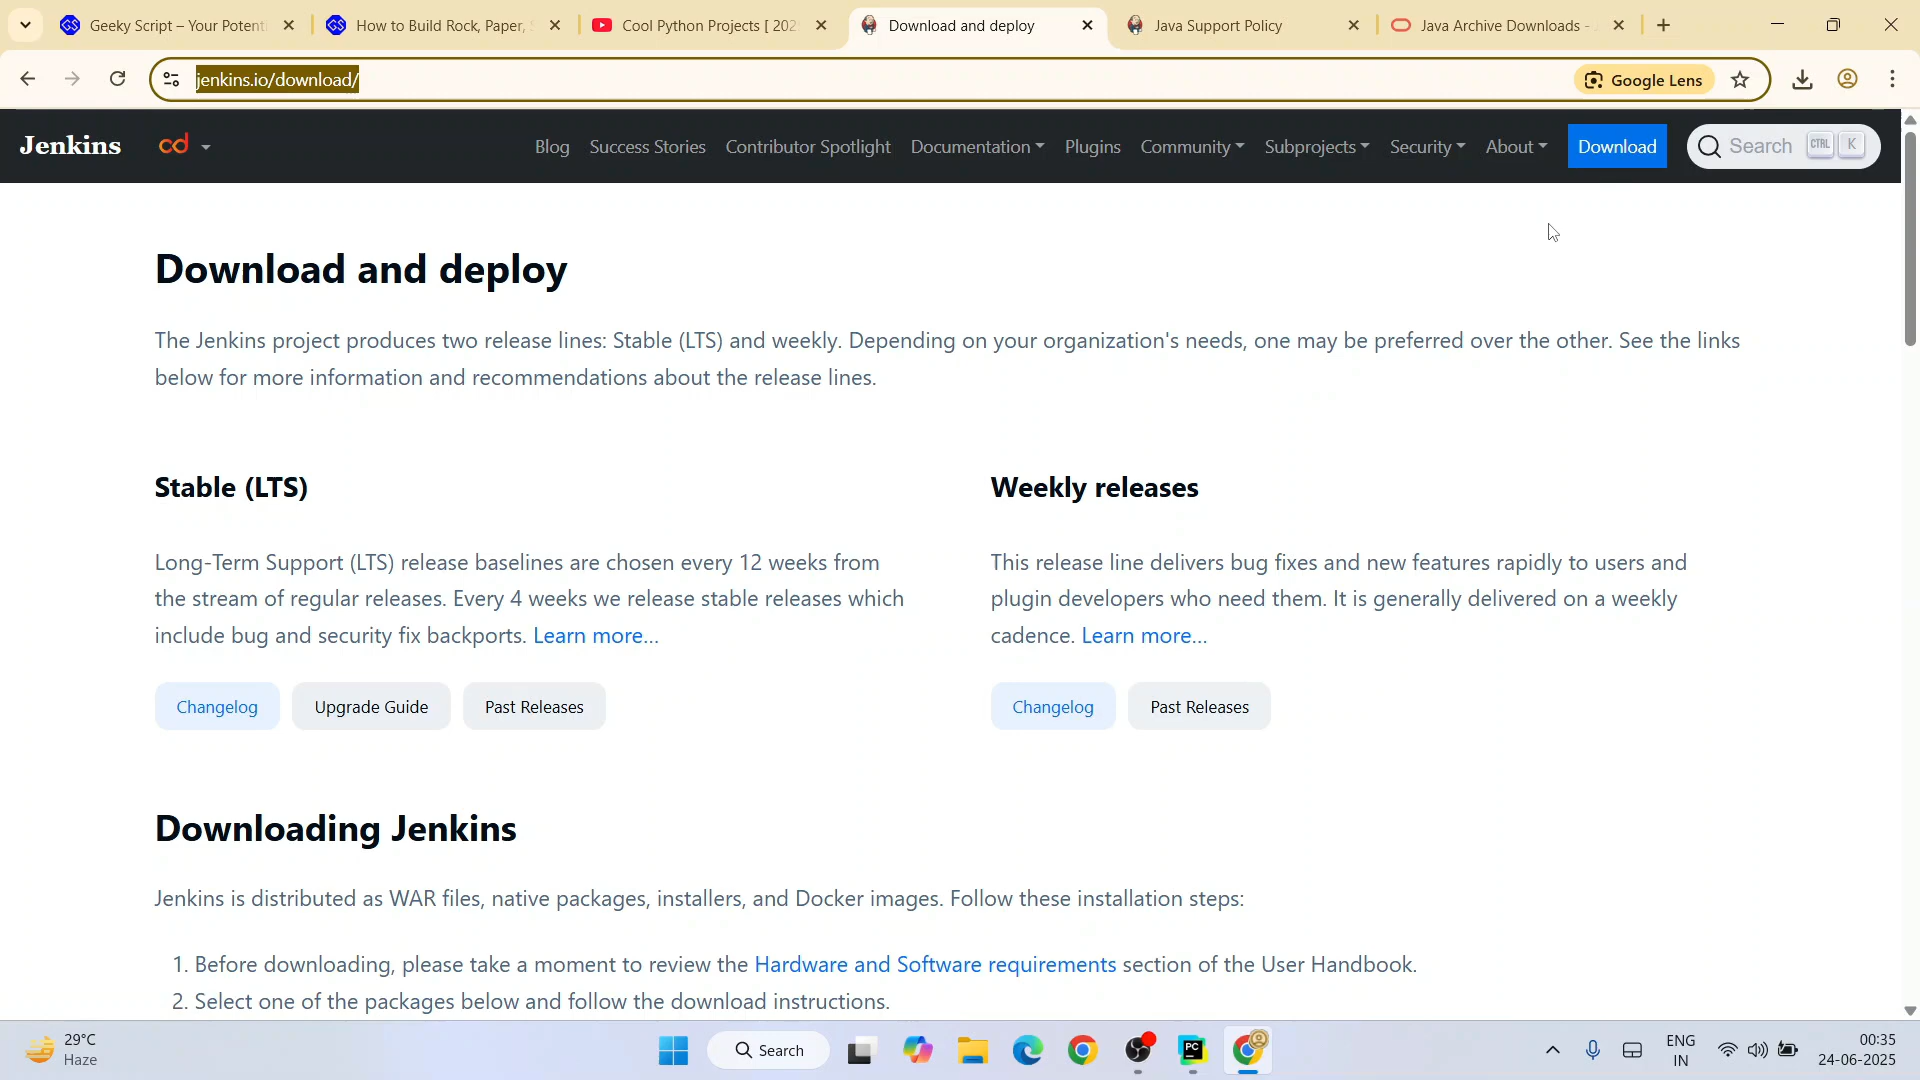 Geeky Script – Your Potenti
How to Build Rock, Paper, S
Cool Python Projects [ 202
Download and deploy
Java Support Policy
Java Archive Downloads -
jenkins.io/download/
Google Lens
Jenkins
cd
Blog
Success Stories
Contributor Spotlight
Documentation
Plugins
Community
Subprojects
Security
About
Download
Search
CTRL
K
Download and deploy
The Jenkins project produces two release lines: Stable (LTS) and weekly. Depending on your organization's needs, one may be preferred over the other. See the links
below for more information and recommendations about the release lines.
Stable (LTS)
Long-Term Support (LTS) release baselines are chosen every 12 weeks from
the stream of regular releases. Every 4 weeks we release stable releases which
include bug and security fix backports. Learn more...
Changelog
Upgrade Guide
Past Releases
Weekly releases
This release line delivers bug fixes and new features rapidly to users and
plugin developers who need them. It is generally delivered on a weekly
cadence. Learn more...
Changelog
Past Releases
Downloading Jenkins
Jenkins is distributed as WAR files, native packages, installers, and Docker images. Follow these installation steps:
1. Before downloading, please take a moment to review the Hardware and Software requirements section of the User Handbook.
2. Select one of the packages below and follow the download instructions.
29°C
Haze
Search
PC
ENG
IN
00:35
24-06-2025